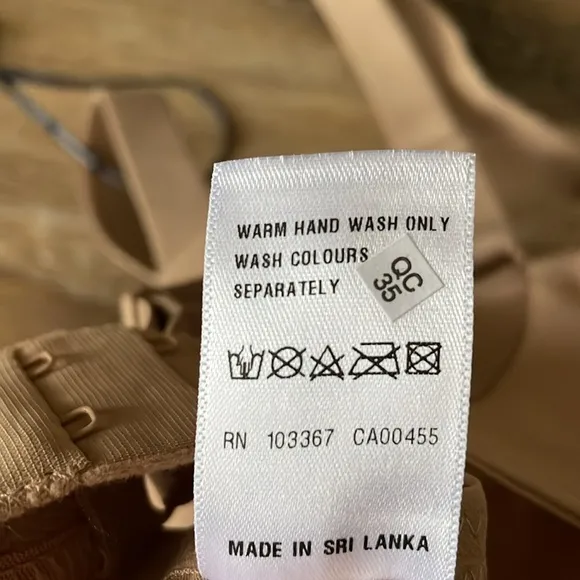 WARM HAND WASH ONLY
WASH COLOURS
SEPARATELY
QC
35
RN 103367 CA00455
MADE IN SRI LANKA